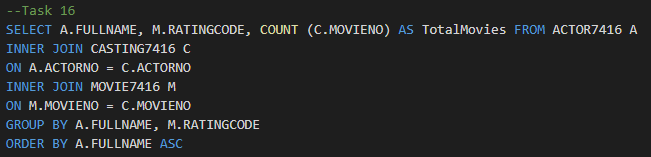 --Task 16
SELECT A.FULLNAME, M.RATINGCODE, COUNT (C.MOVIENO) AS TotalMovies FROM ACTOR7416 A
INNER JOIN CASTING7416 C
ON A.ACTORNO = C.ACTORNO
INNER JOIN MOVIE7416 M
ON M.MOVIENO = C.MOVIENO
GROUP BY A.FULLNAME, M.RATINGCODE
ORDER BY A.FULLNAME ASC